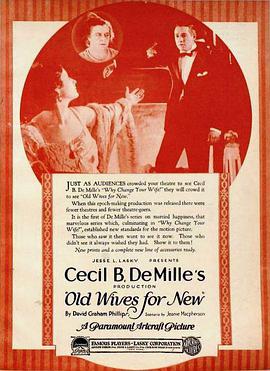 JUST AS AUDIENCES crowded your theatre to see Cecil
B. De Mille's "Why Change Your Wife?" they will crowd it
to see "Old Wives for New".
When this epoch-making production was released there were
fewer theatres and fewer theatre-goers.
It is the first of De Mille's series on married happiness, that
marvelous series which, culminating in "Why Change Your
Wife?", established new standards for the motion picture.
Those who saw it then want to see it now. Those who
didn't see it always wished they had. Show it to them!
New prints and a complete new line of accessories ready.
JESSE L. LASKY PRESENTS
Cecil B. DeMille's
PRODUCTION
'Old Wives for New'
By David Graham Phillips Scenario by Jeanie Macpherson
A Paramount Artcraft Picture
FAMOUS PLAYERS-LASKY CORPORATION